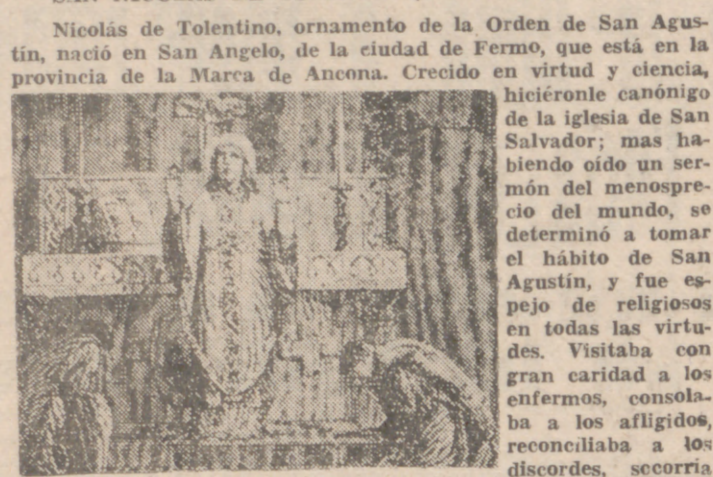 Nicolás de Tolentino, ornamento de la Orden de San Agus-
tín, nació en San Angelo, de la ciudad de Fermo, que está en la
provincia de la Marca de Ancona. Crecido en virtud y ciencia,
hiciéronle canónigo
de la iglesia de San
Salvador; mas ha-
biendo oído un ser-
món del menospre-
cio del mundo, se
determinó a tomar
el hábito de San
Agustín, y fue es-
pejo de religiosos
en todas las virtu-
des. Visitaba con
gran caridad a los
enfermos, consola-
ba a los afligidos,
reconciliaba a los
discordes, socorría